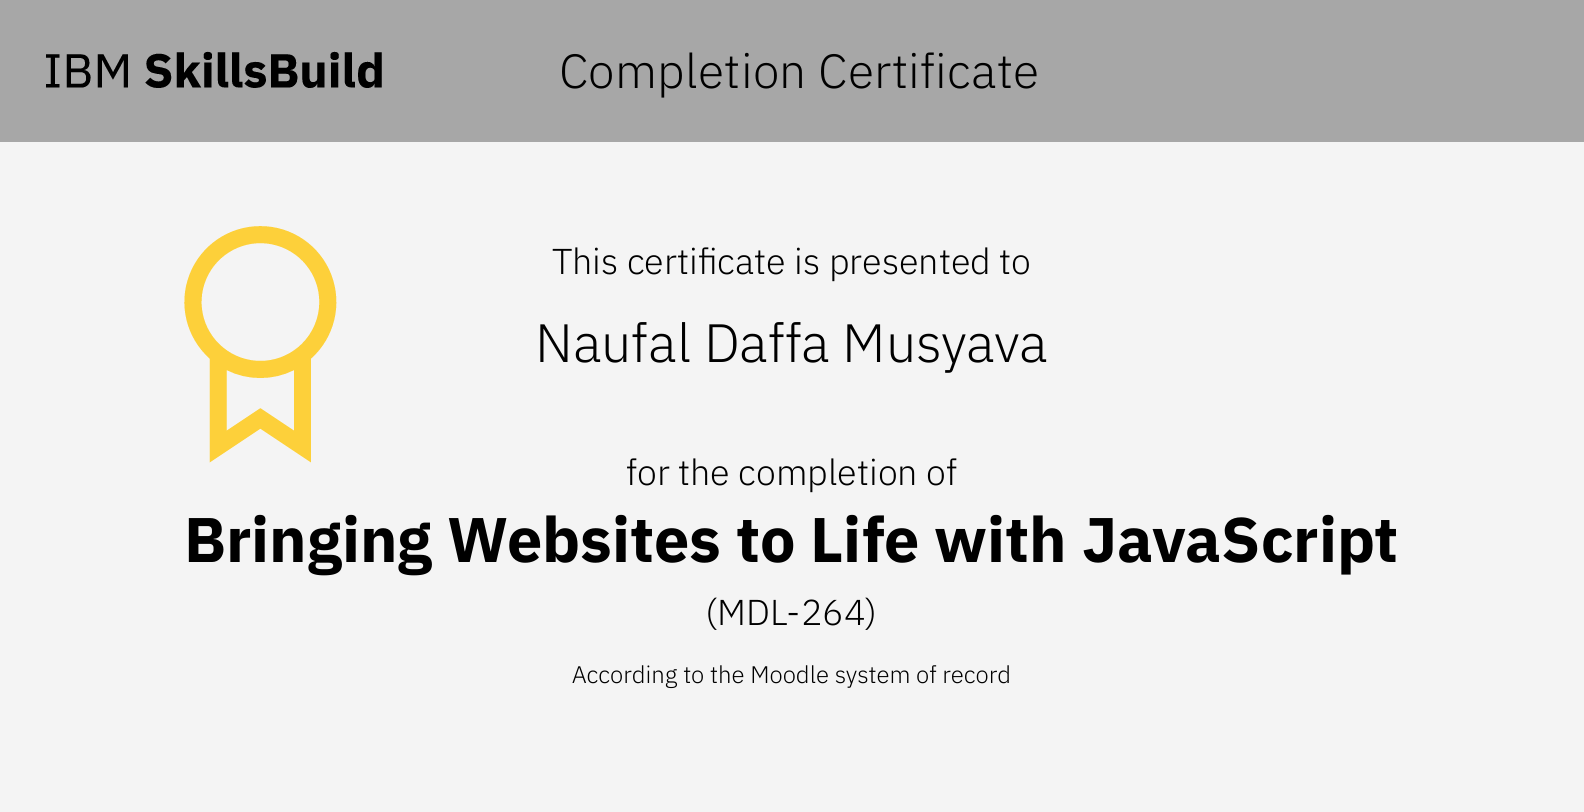 IBM SkillsBuild
Completion Certificate
This certificate is presented to
Naufal Daffa Musyava
for the completion of
Bringing Websites to Life with JavaScript
(MDL-264)
According to the Moodle system of record